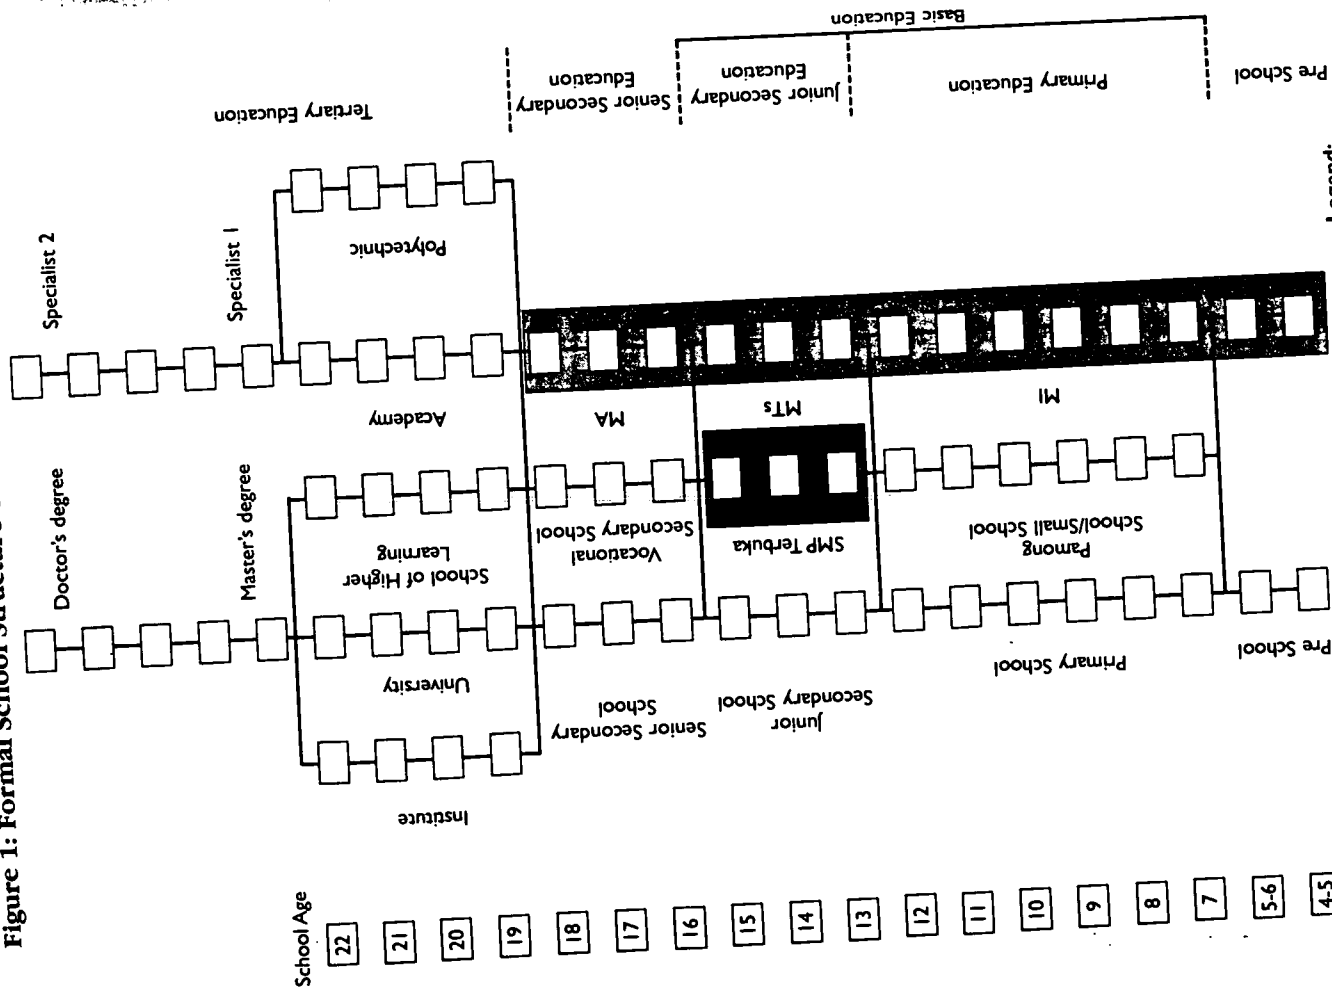 Figure 1: Formal School Structure
Basic Education
Tertiary Education
Senior Secondary
Education
Junior Secondary
Education
Primary Education
Pre School
Specialist 2
Specialist 1
Polytechnic
Academy
MA
MTs
MI
Doctor's degree
Master's degree
School of Higher
Learning
Vocational
Secondary School
SMP Terbuka
Pamong
School/Small School
University
Senior Secondary
School
Junior
Secondary School
Primary School
Pre School
Institute
School Age
22
21
20
19
18
17
16
15
14
13
12
11
10
9
8
7
5-6
4-5
Legend: